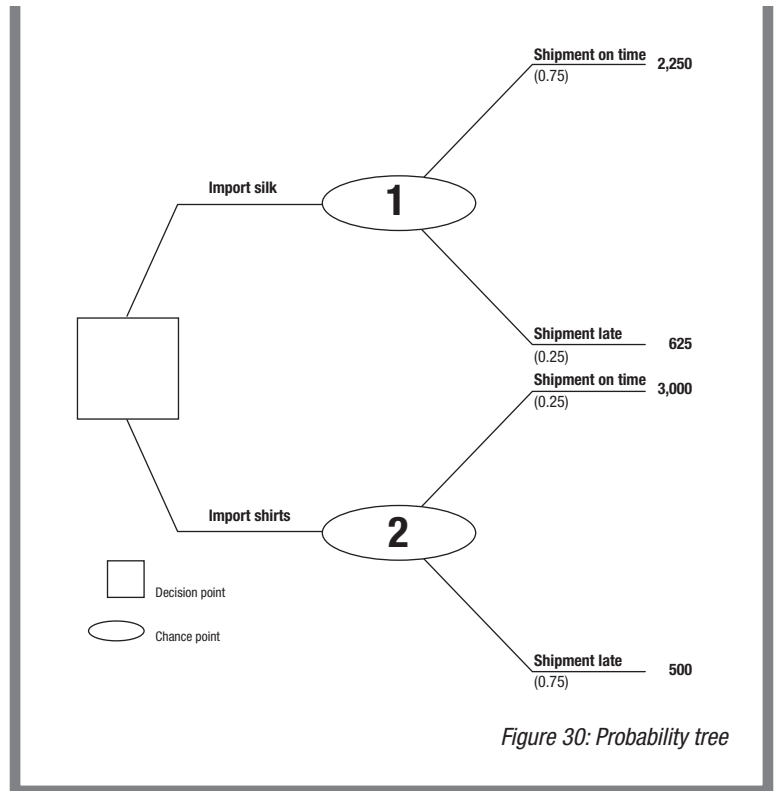 Shipment on time 2,250
(0.75)
Import silk
1
Shipment late 625
(0.25)
Shipment on time 3,000
(0.25)
Import shirts
2
Decision point
Chance point
Shipment late 500
(0.75)
Figure 30: Probability tree